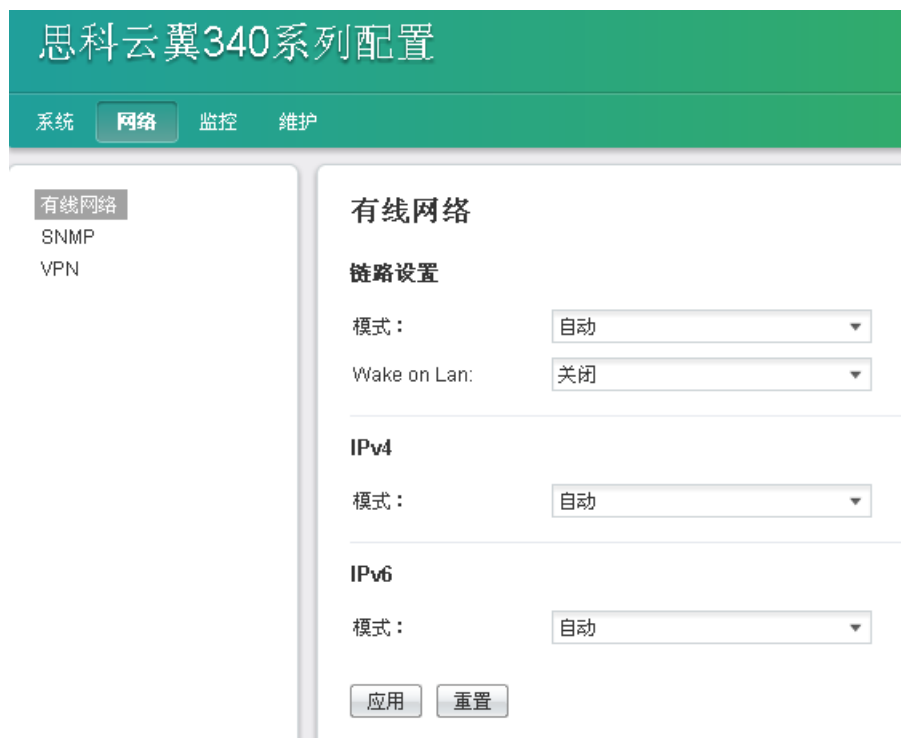 思科云翼340系列配置
系统 网络 监控 维护
有线网络
SNMP
VPN
有线网络
链路设置
模式： 自动
Wake on Lan: 关闭
IPv4
模式： 自动
IPv6
模式： 自动
应用 重置